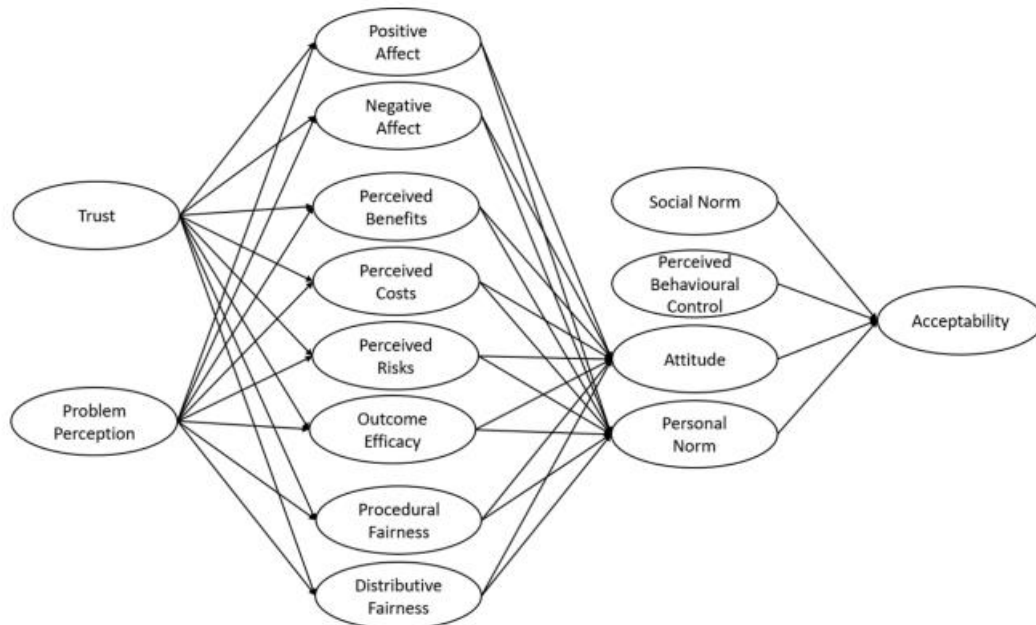 Positive
Affect
Negative
Affect
Trust
Perceived
Benefits
Social Norm
Perceived
Costs
Perceived
Behavioural
Control
Acceptability
Perceived
Risks
Attitude
Problem
Perception
Outcome
Efficacy
Personal
Norm
Procedural
Fairness
Distributive
Fairness